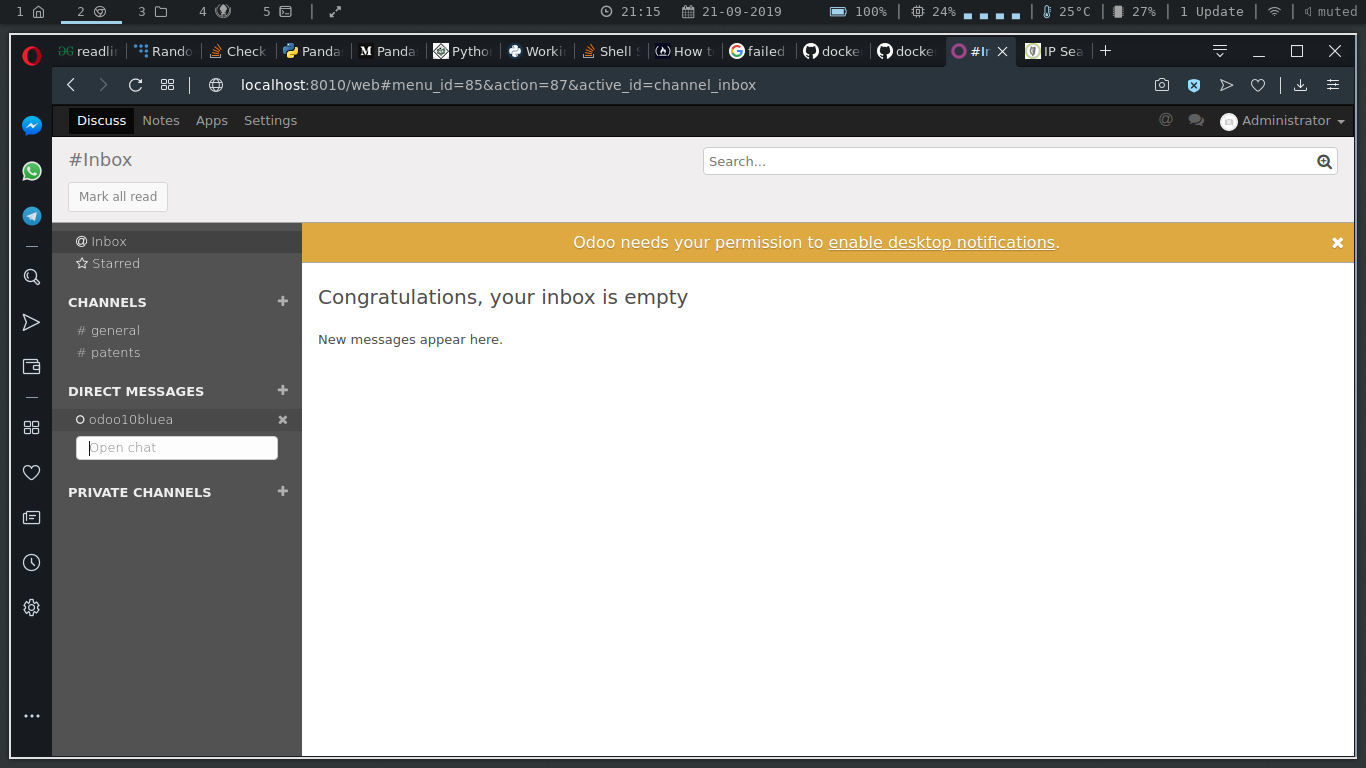 1 2 3 4 5 21:15 21-09-2019 100% 24% 25°C 27% 1 Update muted
readli Rando Check Panda Panda Pytho Worki Shell S How t failed docke docke #Ir IP Sea
localhost:8010/web#menu_id=85&action=87&active_id=channel_inbox
Discuss Notes Apps Settings @ Administrator
#Inbox Search...
Mark all read
Inbox Odoo needs your permission to enable desktop notifications.
Starred
CHANNELS
Congratulations, your inbox is empty
# general
New messages appear here.
# patents
DIRECT MESSAGES
odoo10bluea
Open chat
PRIVATE CHANNELS